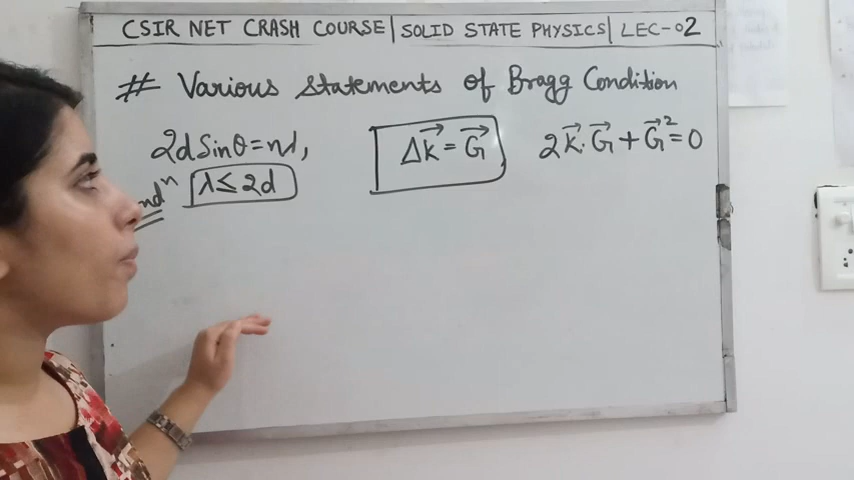 CSIR NET CRASH COURSE | SOLID STATE PHYSICS | LEC-02
# Various Statements of Bragg Condition
2d Sinθ = nλ, Δk⃗ = G⃗ 2k⃗.G⃗ + G⃗² = 0
ndⁿ λ ≤ 2d